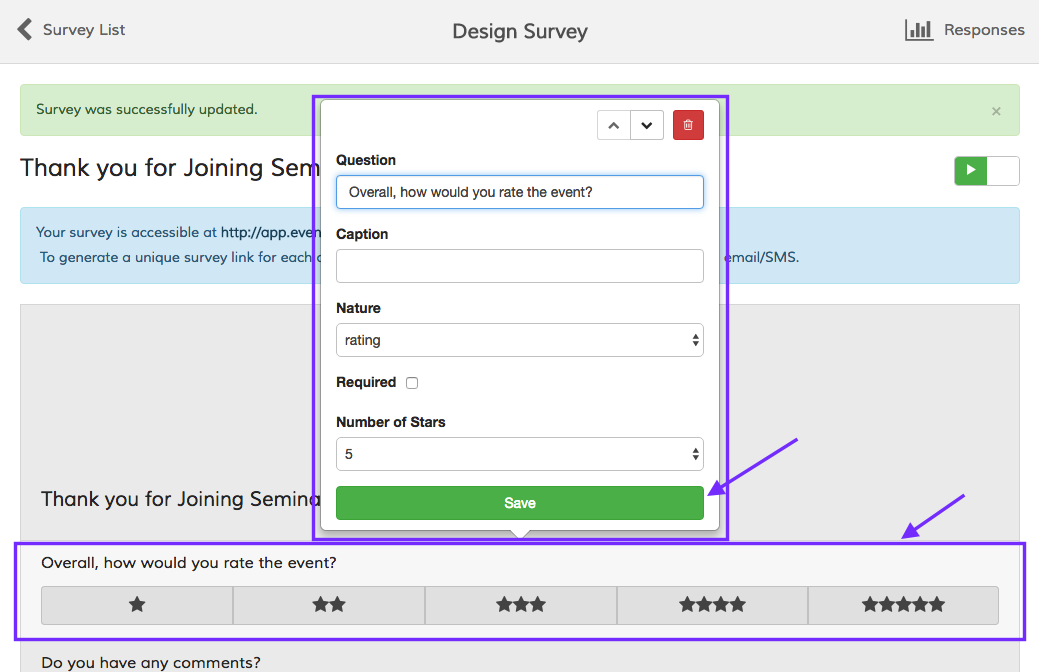 Survey List
Design Survey
Responses
Survey was successfully updated.
×
Thank you for Joining Sem
Your survey is accessible at http://app.even
To generate a unique survey link for each
email/SMS.
Question
Overall, how would you rate the event?
Caption
Nature
rating
Required
Number of Stars
5
Save
Thank you for Joining Semina
Overall, how would you rate the event?
Do you have any comments?